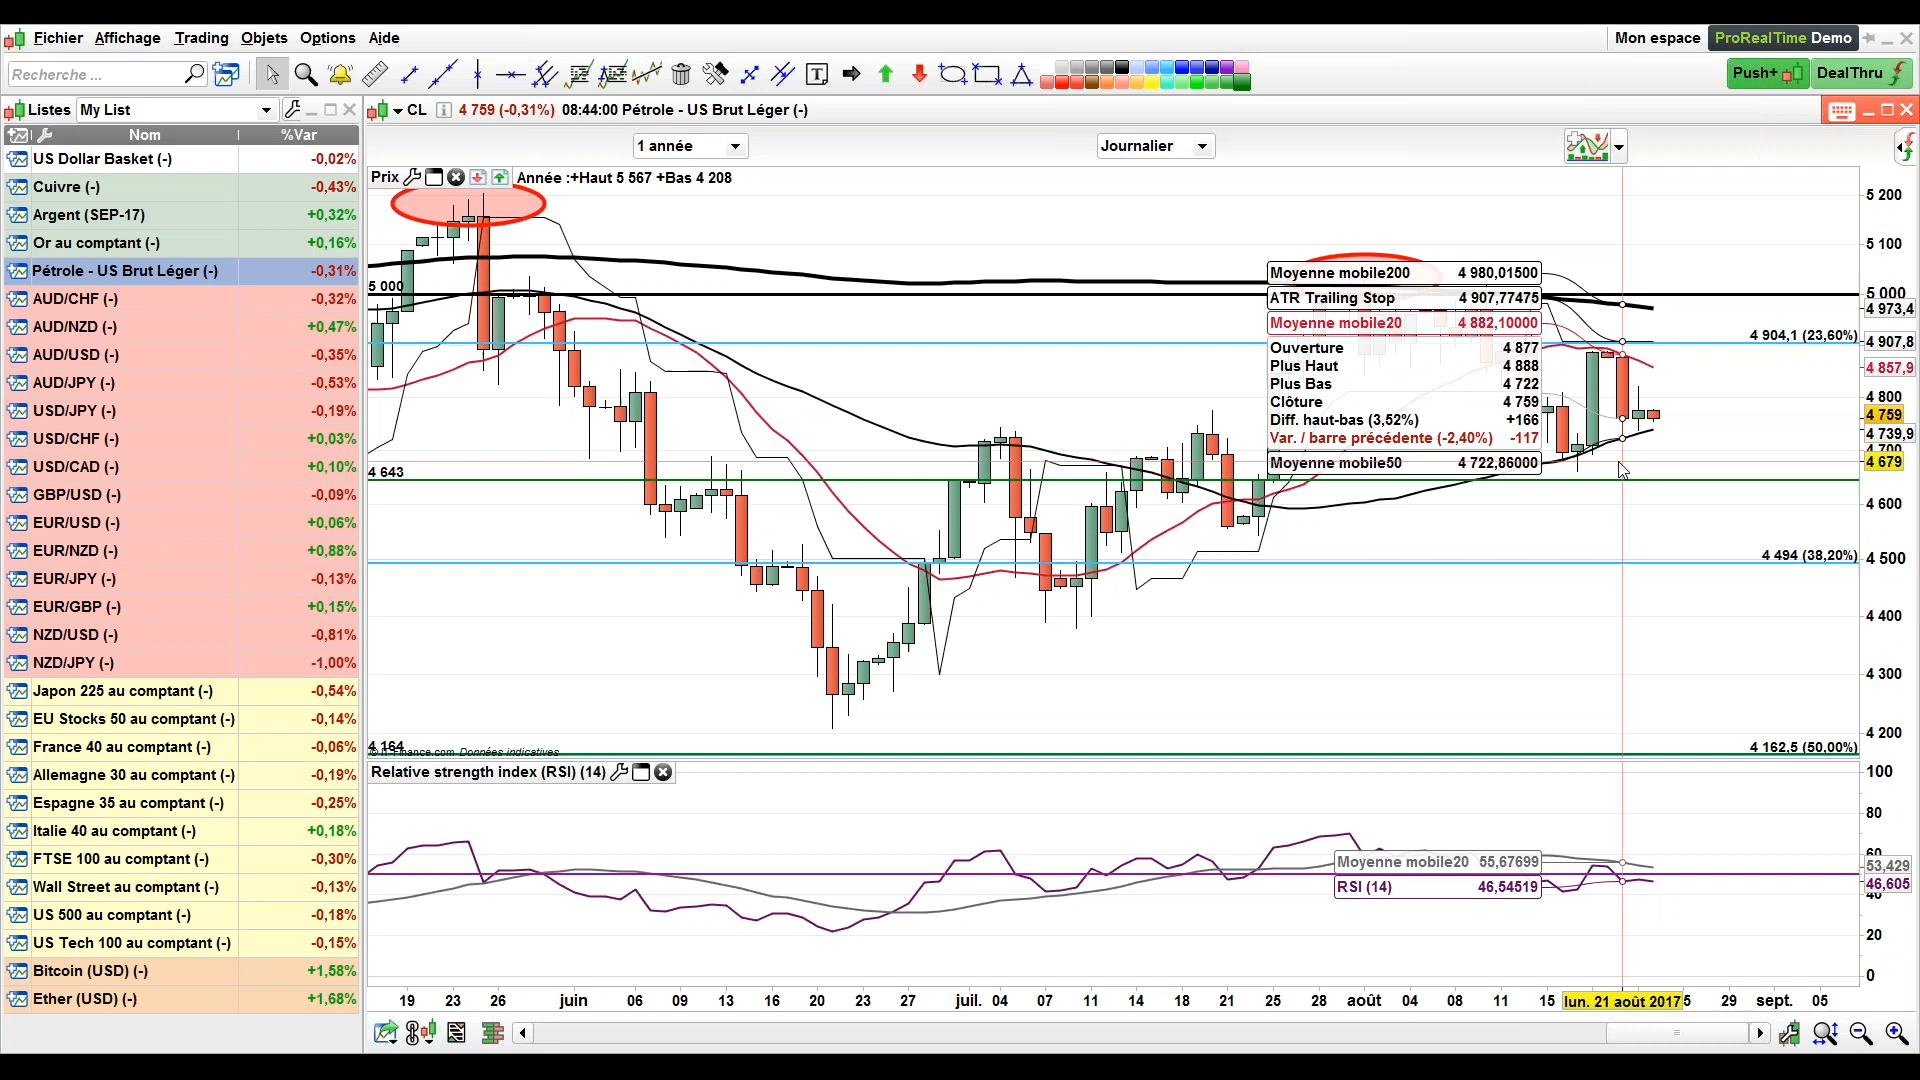 Fichier Affichage Trading Objets Options Aide
Mon espace ProRealTime Demo
Recherche ...
Push+ DealThru
Listes My List
CL 4 759 (-0,31%) 08:44:00 Pétrole - US Brut Léger (-)
Nom %Var
1 année Journalier
US Dollar Basket (-) -0,02%
Cuivre (-) -0,43%
Argent (SEP-17) +0,32%
Or au comptant (-) +0,16%
Pétrole - US Brut Léger (-) -0,31%
AUD/CHF (-) -0,32%
AUD/NZD (-) +0,47%
AUD/USD (-) -0,35%
AUD/JPY (-) -0,53%
USD/JPY (-) -0,19%
USD/CHF (-) +0,03%
USD/CAD (-) +0,10%
GBP/USD (-) -0,09%
EUR/USD (-) +0,06%
EUR/NZD (-) +0,88%
EUR/JPY (-) -0,13%
EUR/GBP (-) +0,15%
NZD/USD (-) -0,81%
NZD/JPY (-) -1,00%
Japon 225 au comptant (-) -0,54%
EU Stocks 50 au comptant (-) -0,14%
France 40 au comptant (-) -0,06%
Allemagne 30 au comptant (-) -0,19%
Espagne 35 au comptant (-) -0,25%
Italie 40 au comptant (-) +0,18%
FTSE 100 au comptant (-) -0,30%
Wall Street au comptant (-) -0,13%
US 500 au comptant (-) -0,18%
US Tech 100 au comptant (-) -0,15%
Bitcoin (USD) (-) +1,58%
Ether (USD) (-) +1,68%
Prix Année :+Haut 5 567 +Bas 4 208
5 000
4 643
4 164
Moyenne mobile200 4 980,01500
ATR Trailing Stop 4 907,77475
Moyenne mobile20 4 882,10000
Ouverture 4 877
Plus Haut 4 888
Plus Bas 4 722
Clôture 4 759
Diff. haut-bas (3,52%) +166
Var. / barre précédente (-2,40%) -117
Moyenne mobile50 4 722,86000
4 904,1 (23,60%)
4 494 (38,20%)
4 162,5 (50,00%)
5 200
5 100
5 000
4 973,4
4 907,8
4 857,9
4 800
4 759
4 739,9
4 679
4 600
4 500
4 400
4 300
4 200
Finance.com Données indicatives
Relative strength index (RSI) (14)
Moyenne mobile20 55,67699
RSI (14) 46,54519
100
80
60
53,429
46,605
40
20
0
19 23 26 juin 06 09 13 16 20 23 27 juil. 04 07 11 14 18 21 25 28 août 04 08 11 15 lun. 21 août 2017 5 29 sept. 05